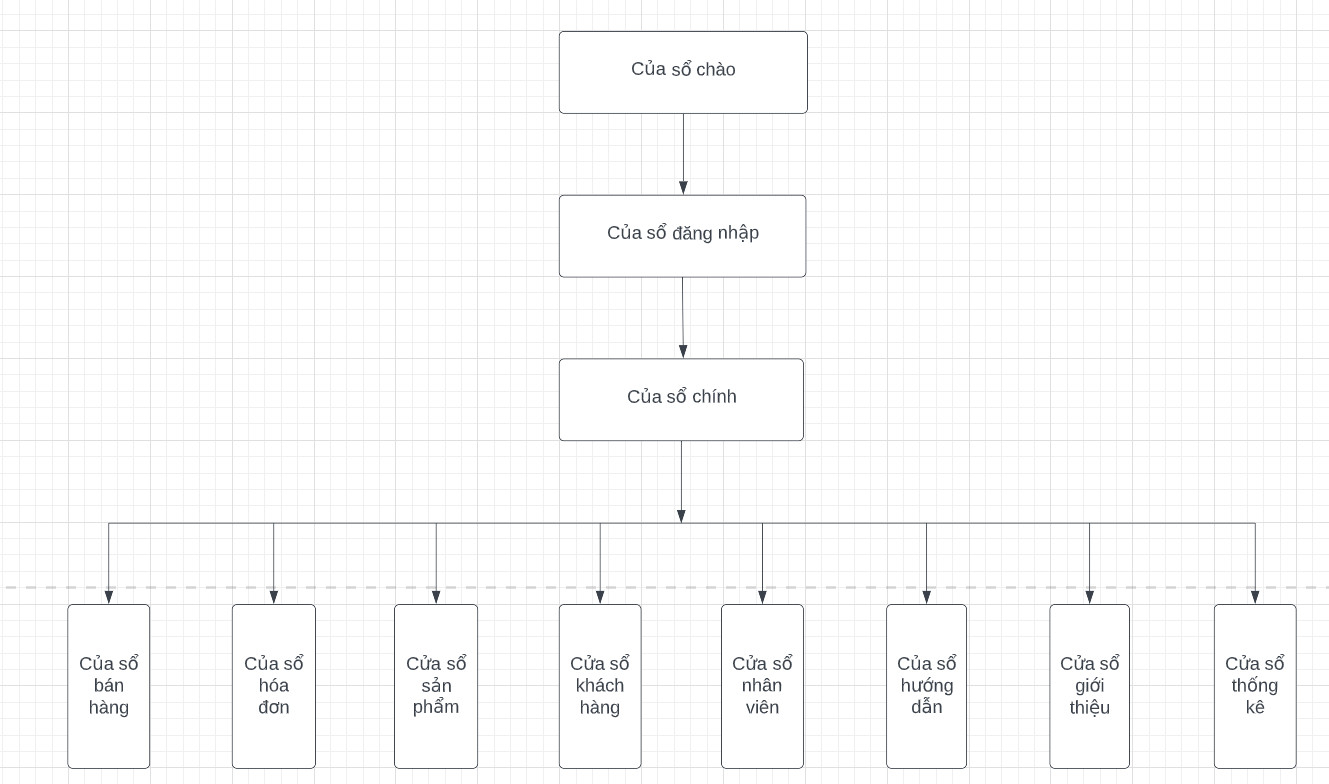 Của sổ chào
Của sổ đăng nhập
Của sổ chính
Của sổ
bán
hàng
Của sổ
hóa
đơn
Cửa sổ
sản
phẩm
Cửa sổ
khách
hàng
Cửa sổ
nhân
viên
Của sổ
hướng
dẫn
Cửa sổ
giới
thiệu
Cửa sổ
thống
kê